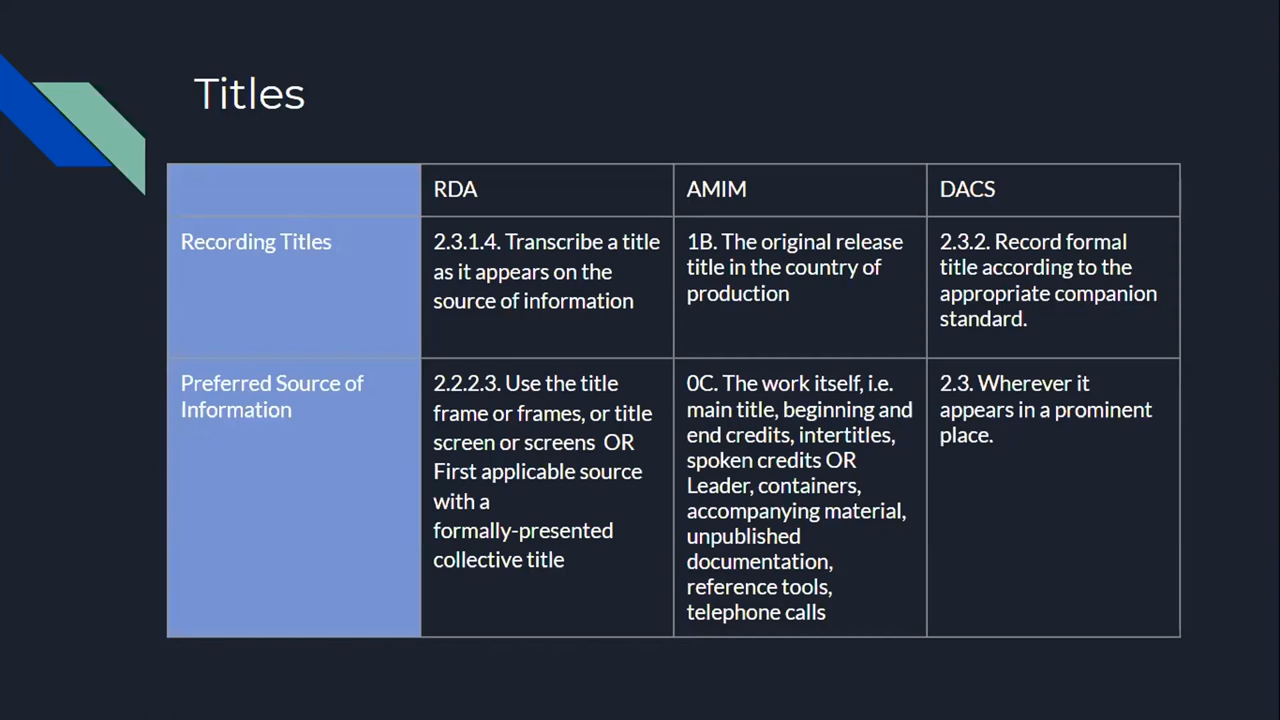 Titles
RDA
AMIM
DACS
Recording Titles
2.3.1.4. Transcribe a title
as it appears on the
source of information
1B. The original release
title in the country of
production
2.3.2. Record formal
title according to the
appropriate companion
standard.
Preferred Source of
Information
2.2.2.3. Use the title
frame or frames, or title
screen or screens OR
First applicable source
with a
formally-presented
collective title
0C. The work itself, i.e.
main title, beginning and
end credits, intertitles,
spoken credits OR
Leader, containers,
accompanying material,
unpublished
documentation,
reference tools,
telephone calls
2.3. Wherever it
appears in a prominent
place.